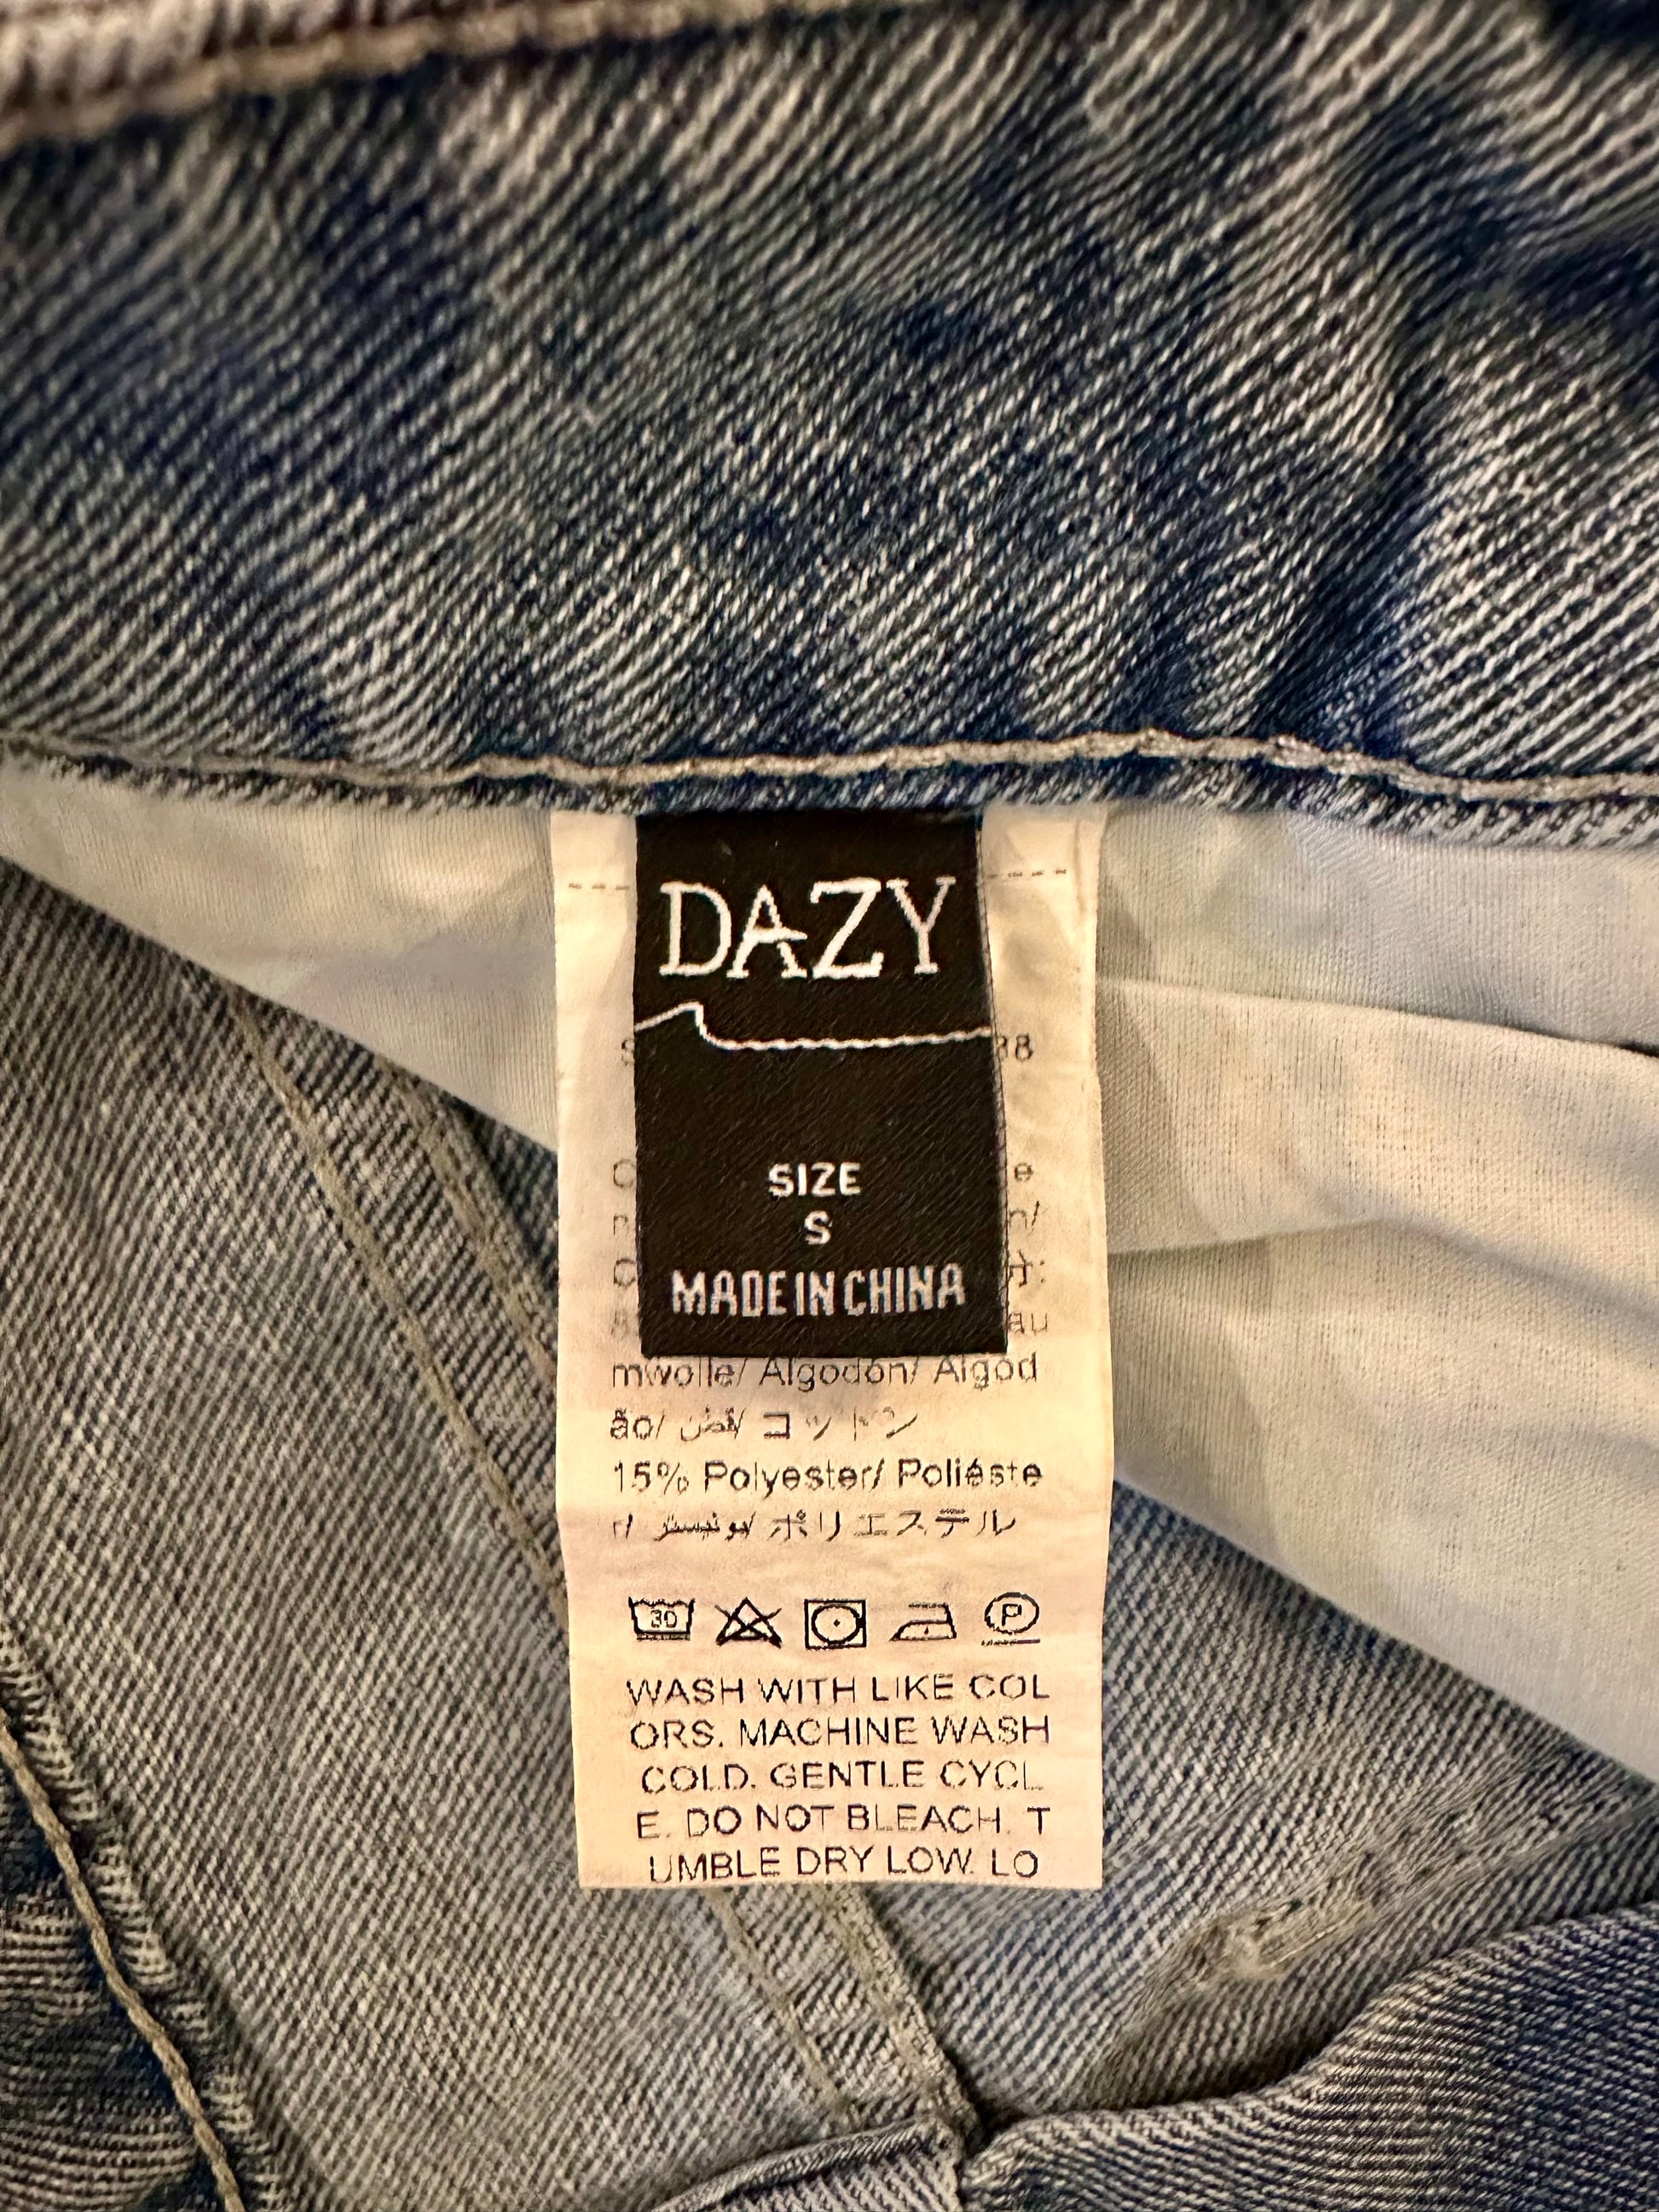 DAZY
SIZE
S
MADE IN CHINA
mwolle/ Algodón/ Algod
ão/ قطن/ コットン
15% Polyester/ Poliéste
r/ بوليستر/ ポリエステル
30
P
WASH WITH LIKE COL
ORS. MACHINE WASH
COLD. GENTLE CYCL
E. DO NOT BLEACH. T
UMBLE DRY LOW. LO